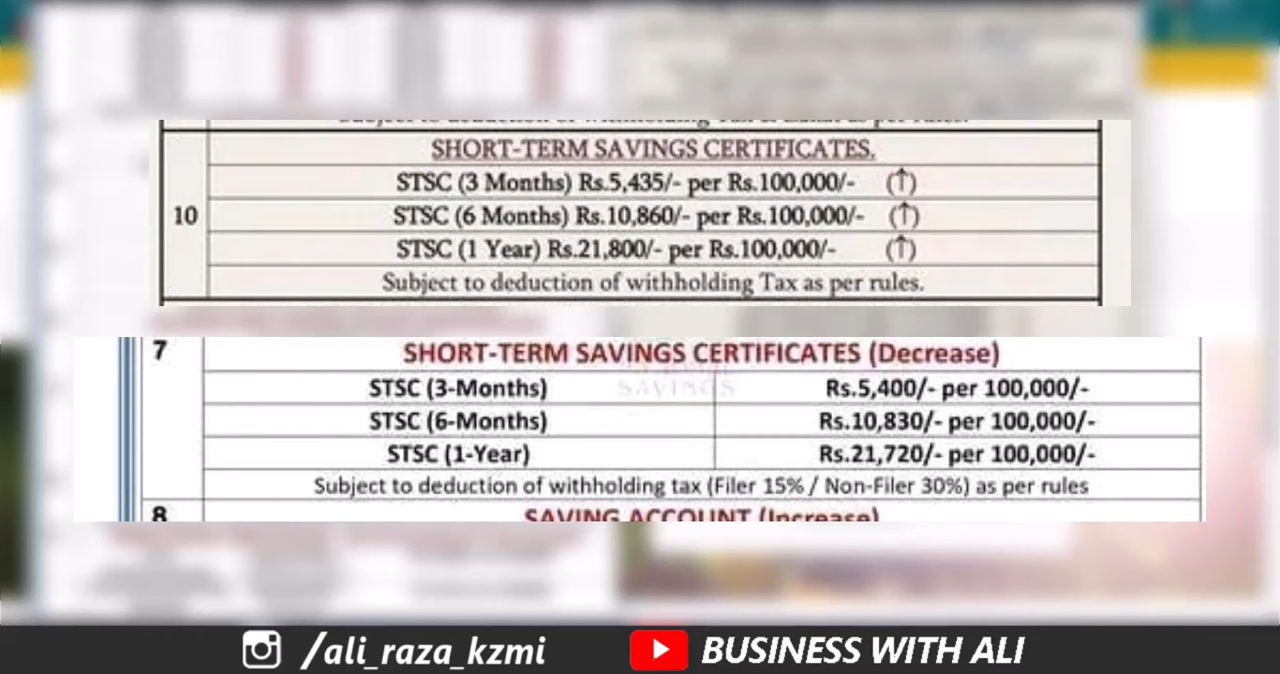 SHORT-TERM SAVINGS CERTIFICATES.
STSC (3 Months) Rs.5,435/- per Rs.100,000/- (↑)
10 STSC (6 Months) Rs.10,860/- per Rs.100,000/- (↑)
STSC (1 Year) Rs.21,800/- per Rs.100,000/- (↑)
Subject to deduction of withholding Tax as per rules.
7 SHORT-TERM SAVINGS CERTIFICATES (Decrease)
SAVINGS
STSC (3-Months) Rs.5,400/- per 100,000/-
STSC (6-Months) Rs.10,830/- per 100,000/-
STSC (1-Year) Rs.21,720/- per 100,000/-
Subject to deduction of withholding tax (Filer 15% / Non-Filer 30%) as per rules
8 SAVING ACCOUNT (Increase)
/ali_raza_kzmi BUSINESS WITH ALI